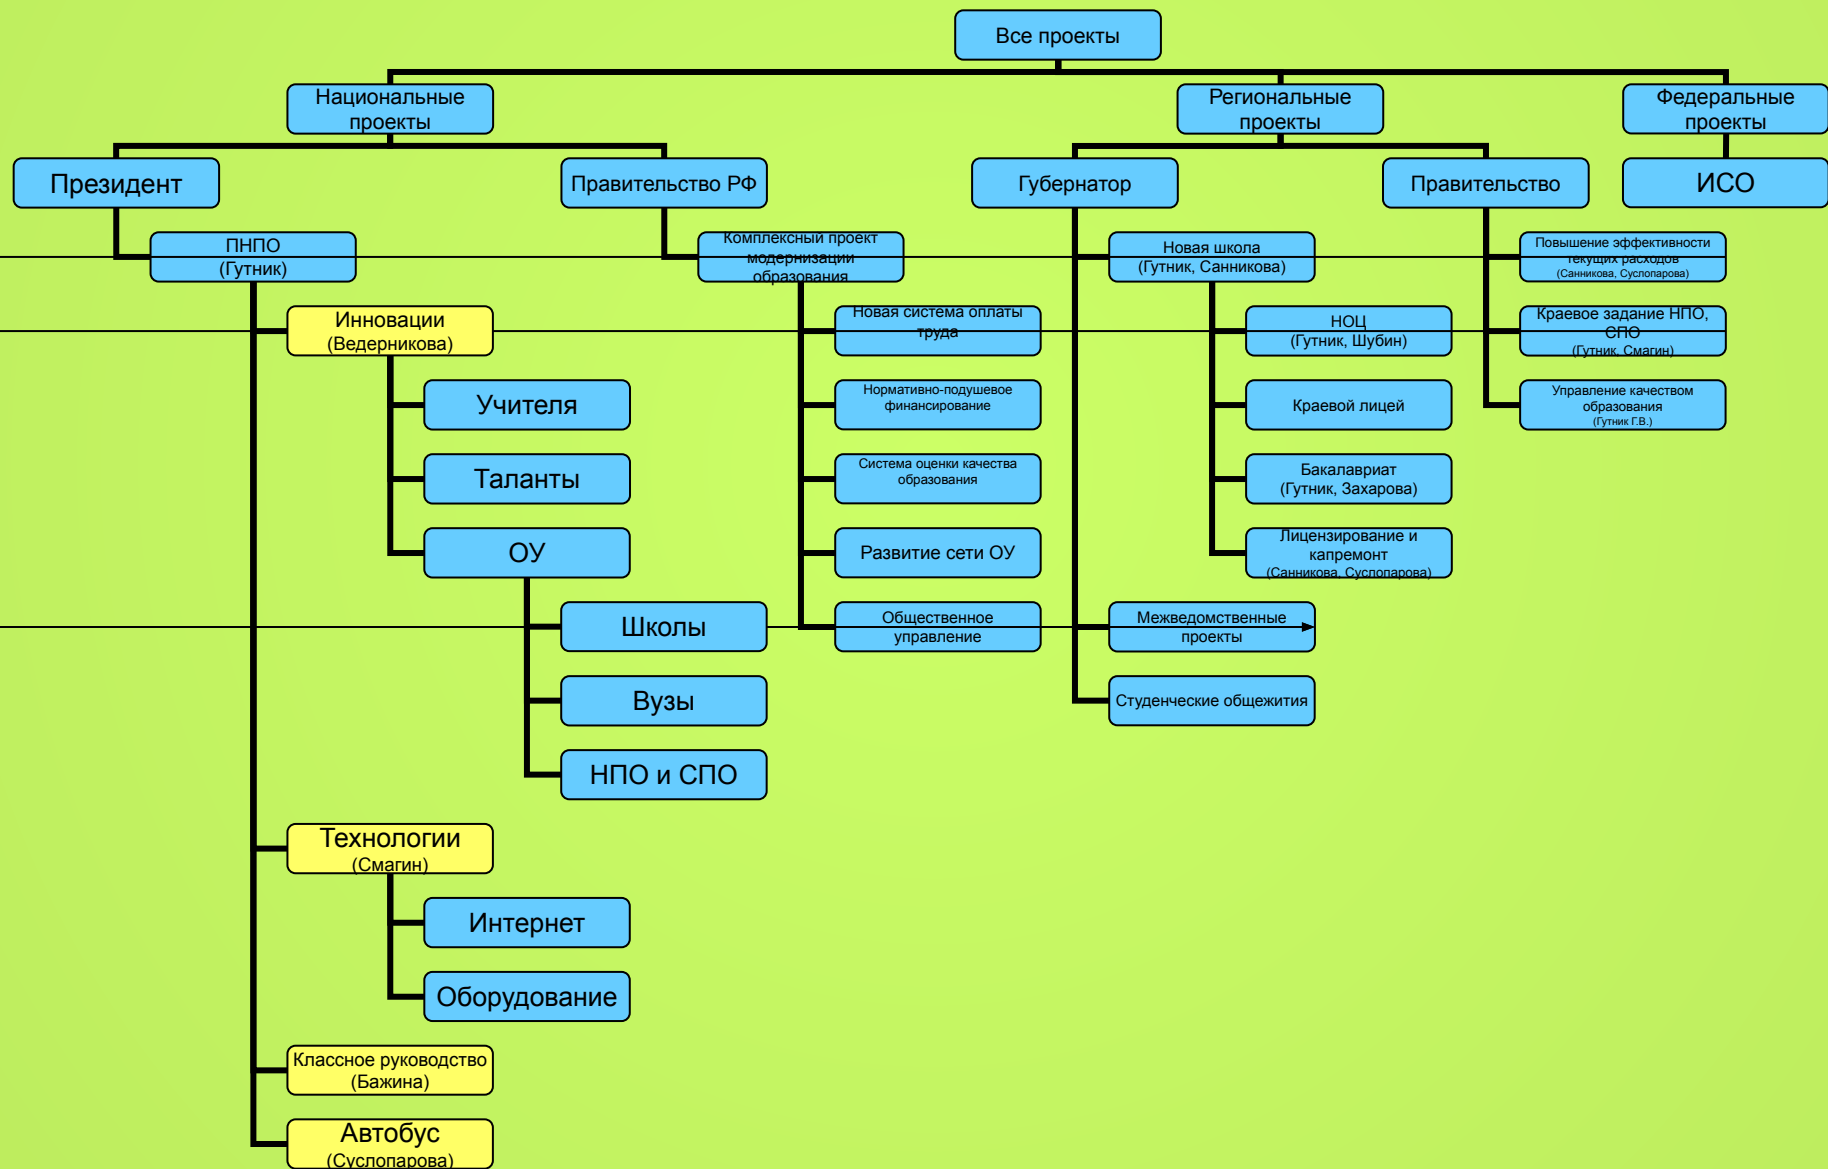 Все проекты
Национальные
проекты
Региональные
проекты
Федеральные
проекты
Президент
Правительство РФ
Губернатор
Правительство
ИСО
ПНПО
(Гутник)
Комплексный проект
модернизации
образования
Новая школа
(Гутник, Санникова)
Повышение эффективности
текущих расходов
(Санникова, Суслопарова)
Инновации
(Ведерникова)
Новая система оплаты
труда
НОЦ
(Гутник, Шубин)
Краевое задание НПО,
СПО
(Гутник, Смагин)
Учителя
Нормативно-подушевое
финансирование
Краевой лицей
Управление качеством
образования
(Гутник Г.В.)
Таланты
Система оценки качества
образования
Бакалавриат
(Гутник, Захарова)
ОУ
Развитие сети ОУ
Лицензирование и
капремонт
(Санникова, Суслопарова)
Школы
Общественное
управление
Межведомственные
проекты
Вузы
Студенческие общежития
НПО и СПО
Технологии
(Смагин)
Интернет
Оборудование
Классное руководство
(Бажина)
Автобус
(Суслопарова)